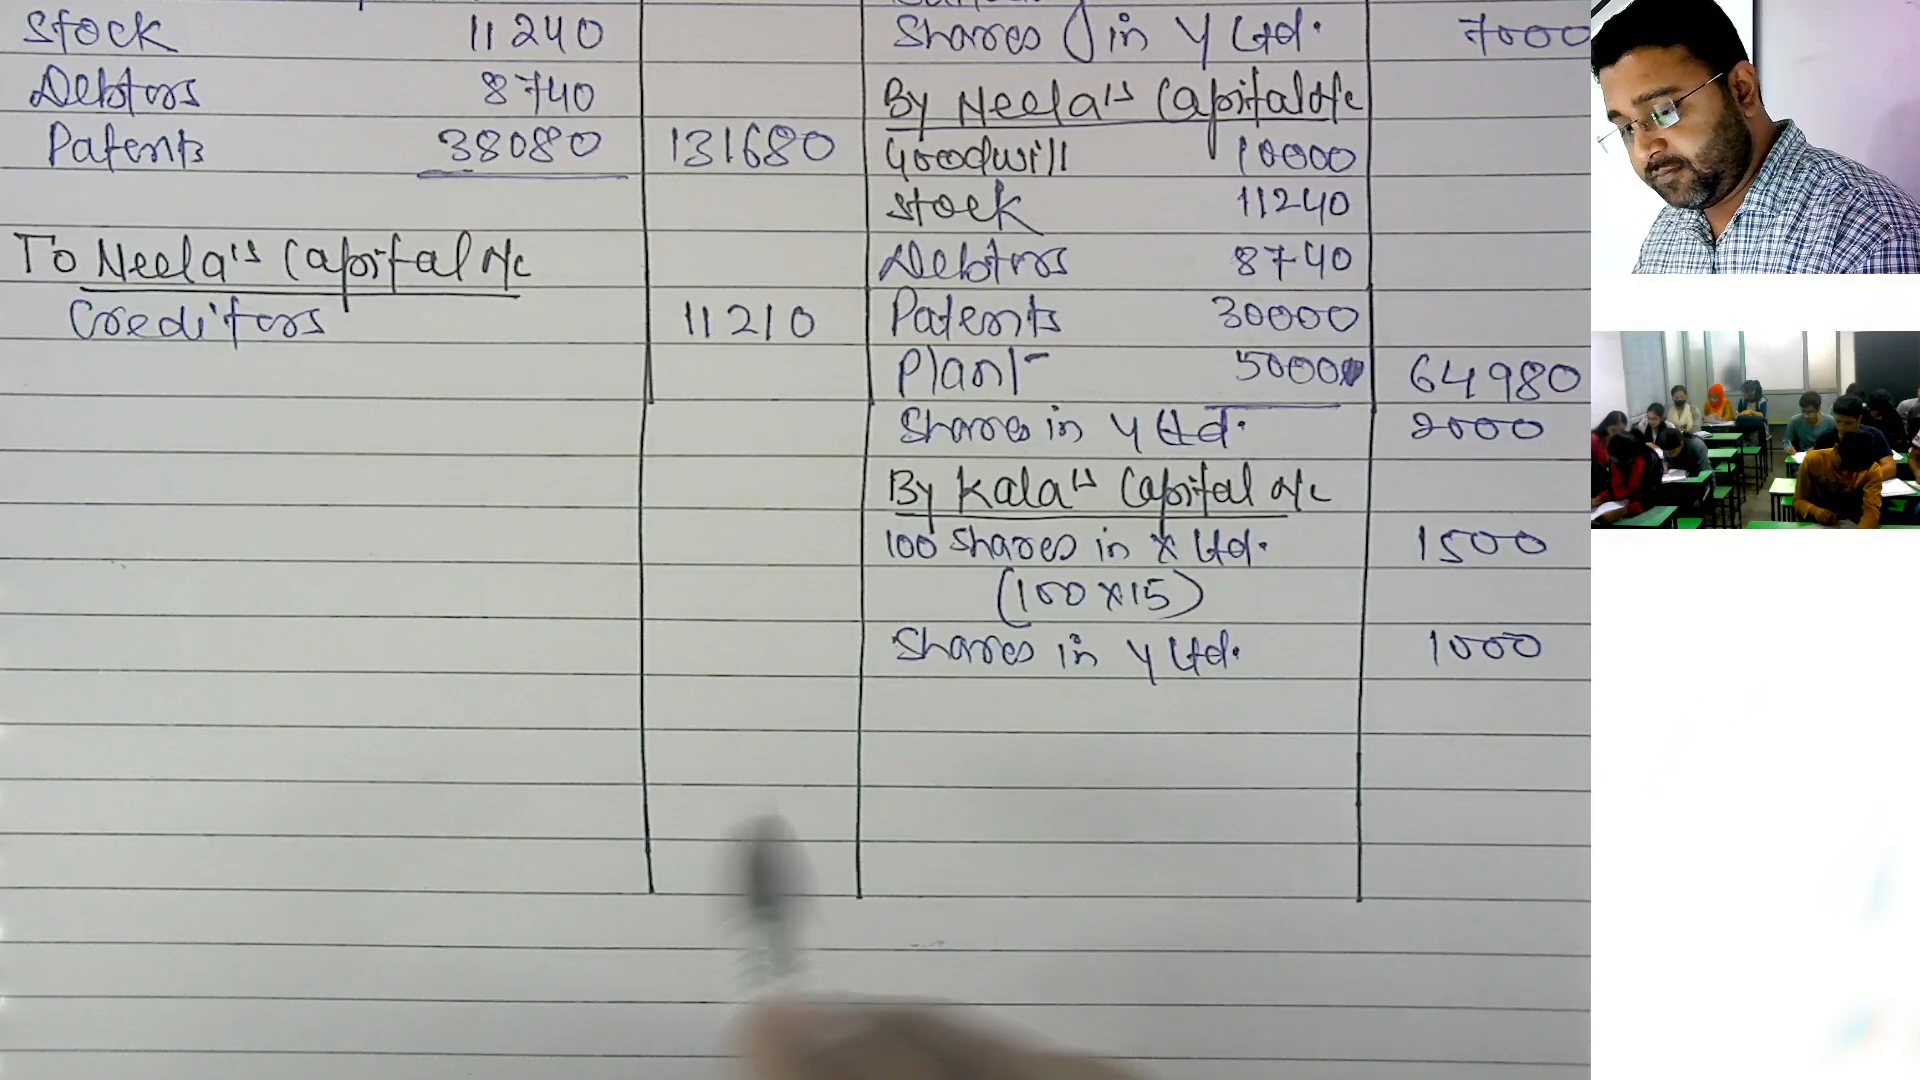 Stock 11240
Debtors 8740
Patents 38080 131680
To Neela's Capital A/c
Creditors 11210
Shares in Y Ltd. 7000
By Neela's Capital A/c
Goodwill 10000
Stock 11240
Debtors 8740
Patents 30000
Plant 5000 64980
Shares in Y Ltd. 2000
By Kala's Capital A/c
100 Shares in X Ltd. 1500
(100×15)
Shares in Y Ltd. 1000